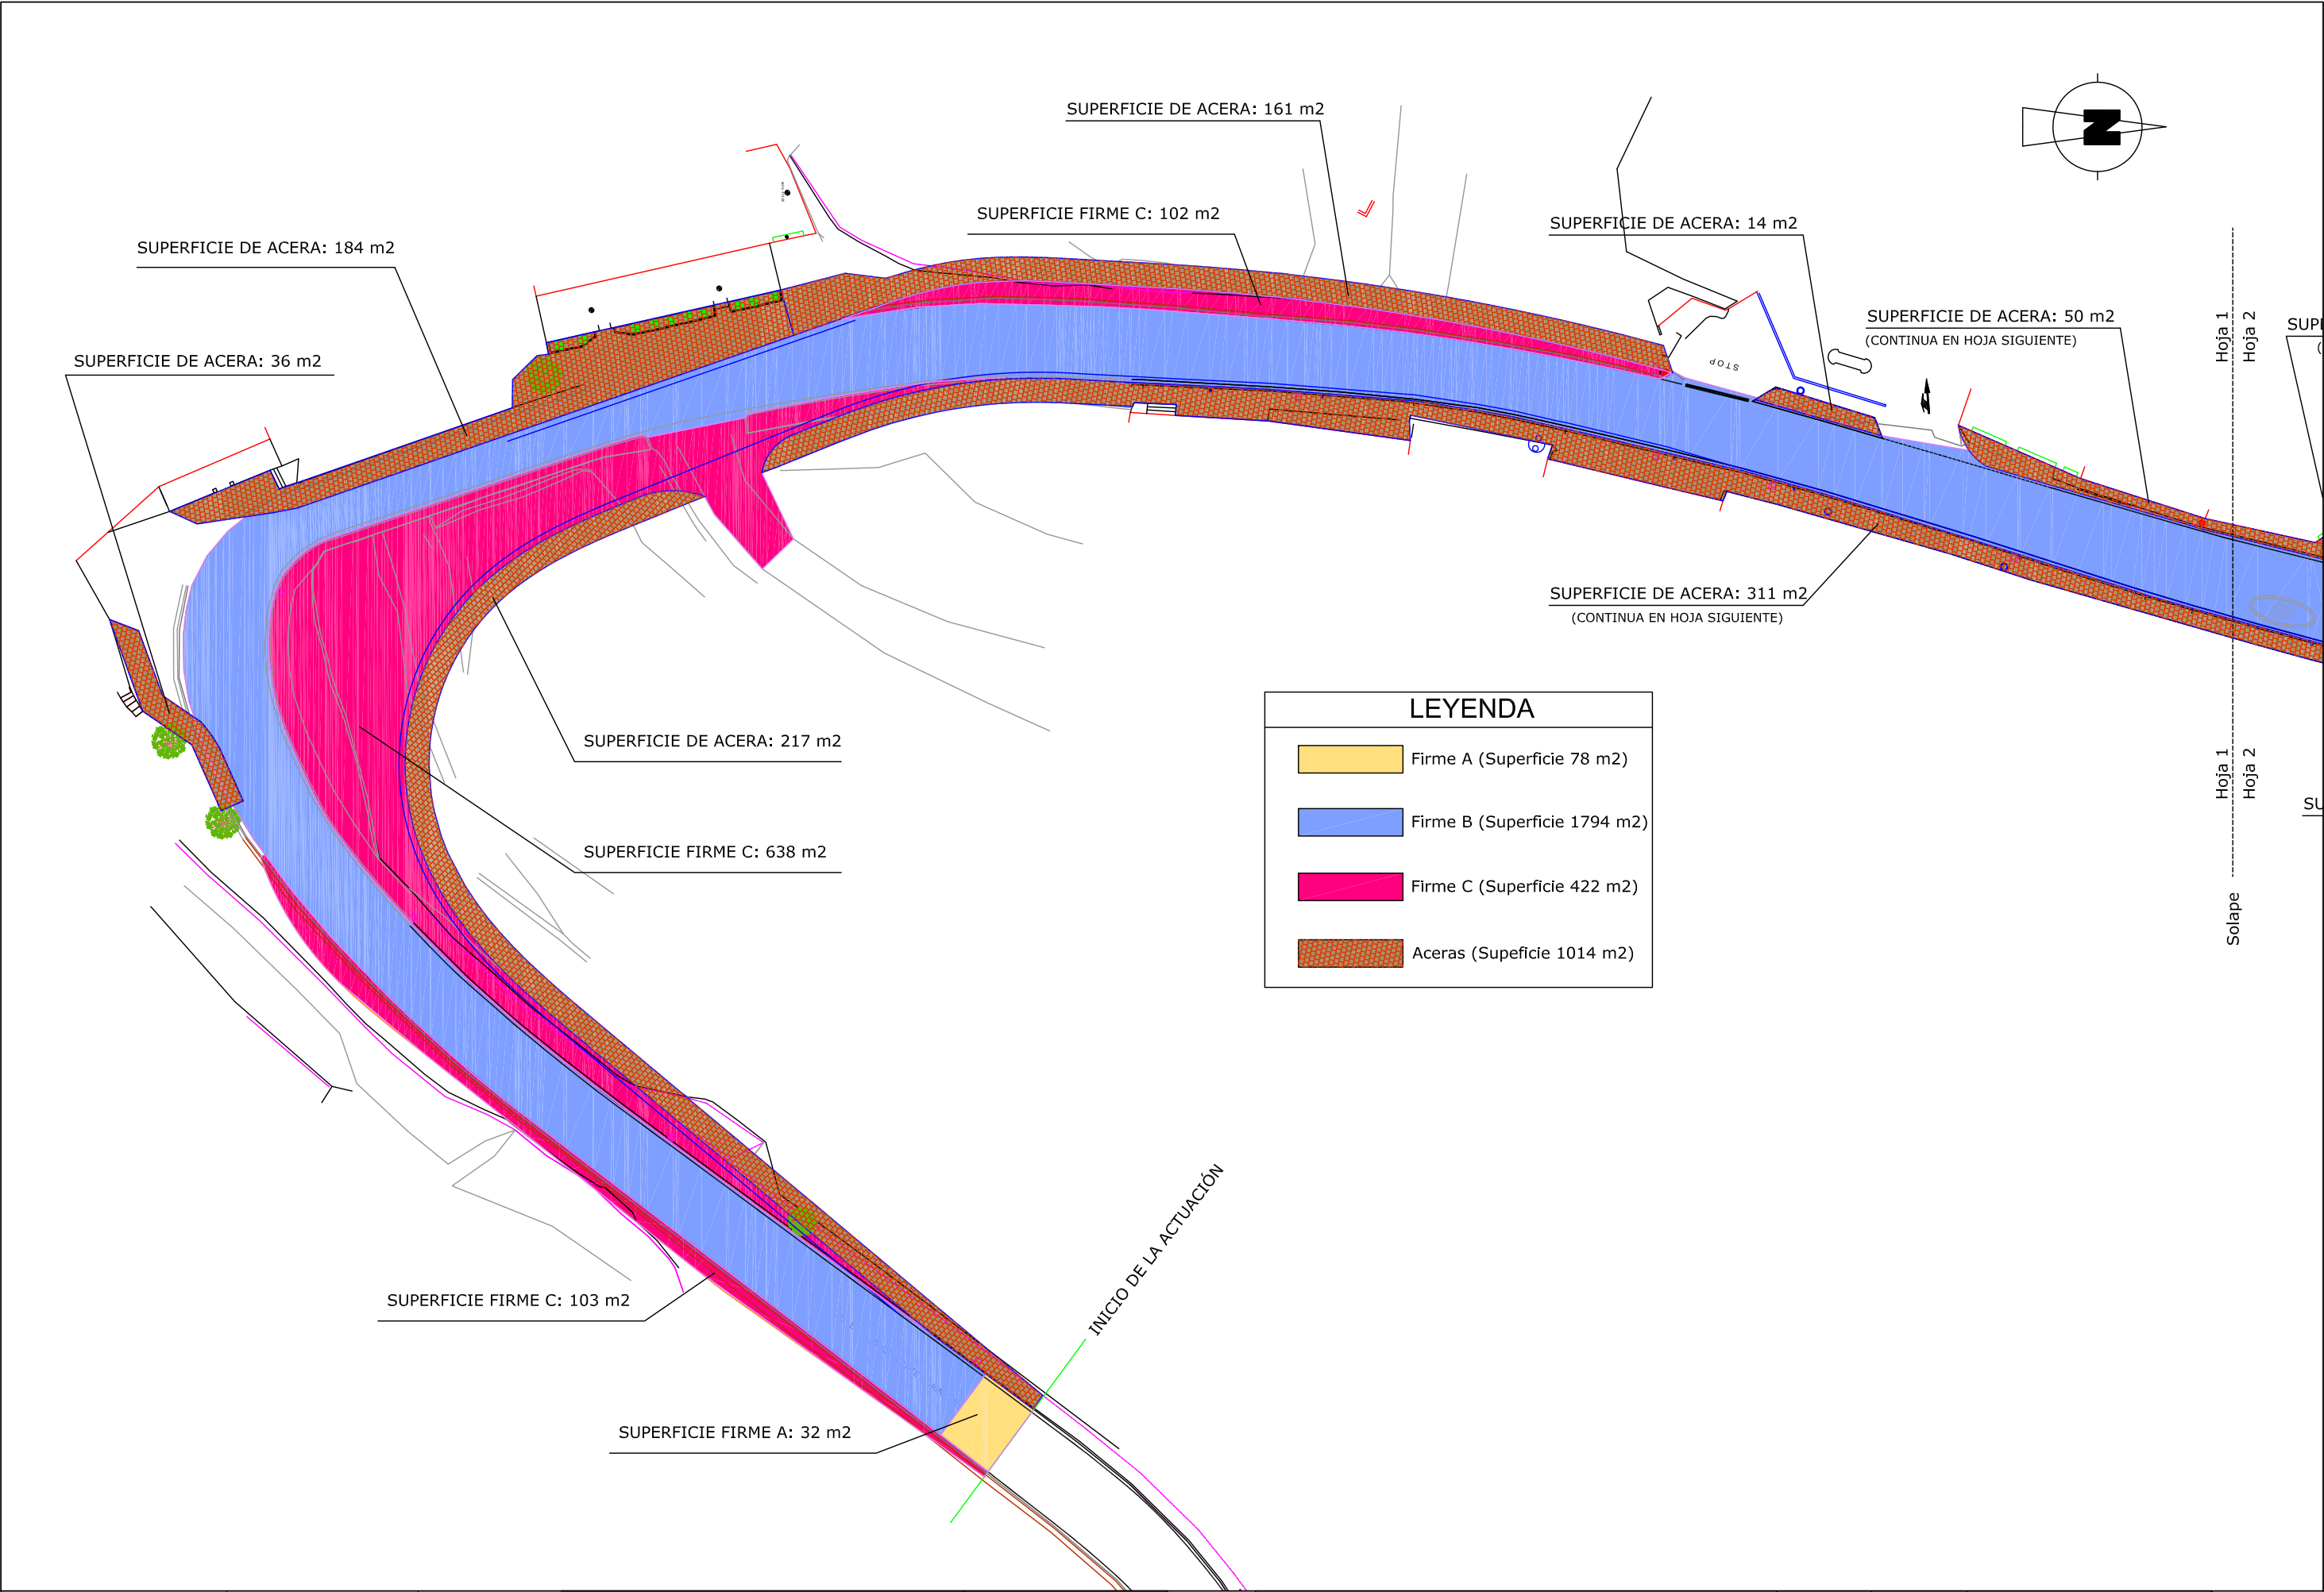 SUPERFICIE DE ACERA: 161 m2
N
SUPERFICIE FIRME C: 102 m2
SUPERFICIE DE ACERA: 14 m2
SUPERFICIE DE ACERA: 184 m2
SUPERFICIE DE ACERA: 50 m2
(CONTINUA EN HOJA SIGUIENTE)
Hoja 1
Hoja 2
SUP
(
SUPERFICIE DE ACERA: 36 m2
STOP
SUPERFICIE DE ACERA: 311 m2
(CONTINUA EN HOJA SIGUIENTE)
SUPERFICIE DE ACERA: 217 m2
SUPERFICIE FIRME C: 638 m2
LEYENDA
Firme A (Superficie 78 m2)
Firme B (Superficie 1794 m2)
Firme C (Superficie 422 m2)
Aceras (Supeficie 1014 m2)
Hoja 1
Hoja 2
SU
Solape
INICIO DE LA ACTUACIÓN
SUPERFICIE FIRME C: 103 m2
SUPERFICIE FIRME A: 32 m2